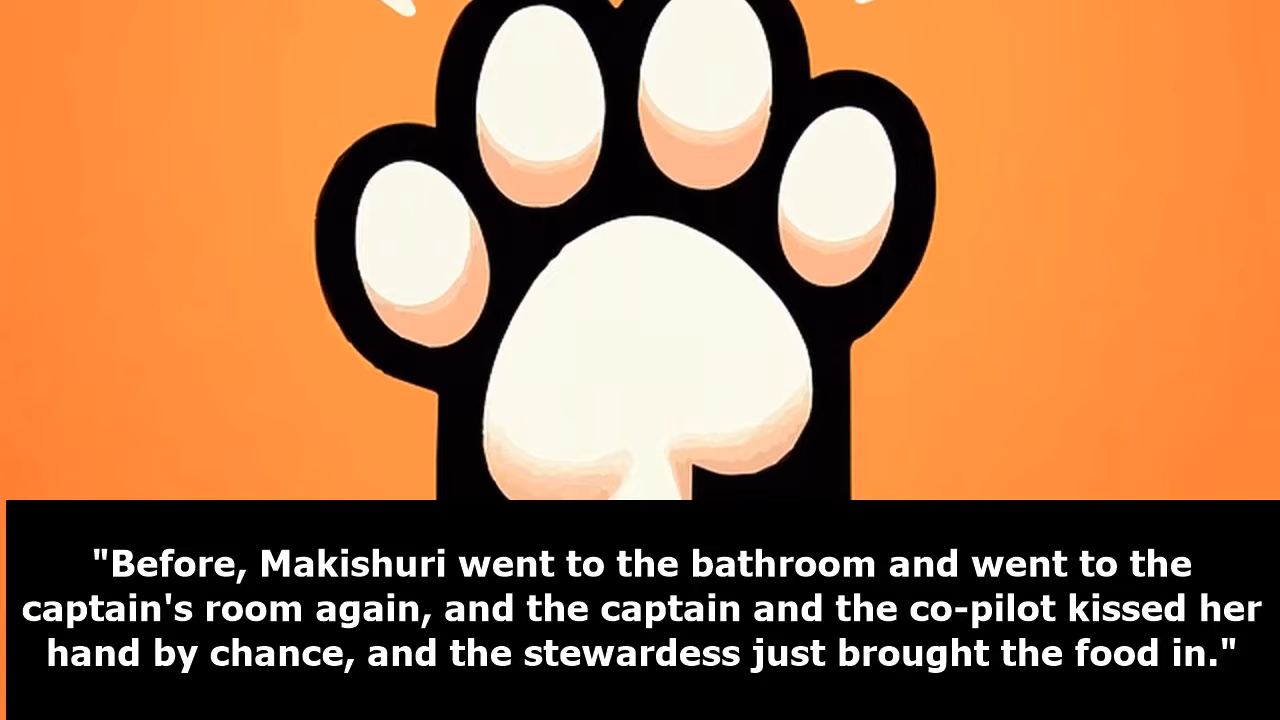 "Before, Makishuri went to the bathroom and went to the
captain's room again, and the captain and the co-pilot kissed her
hand by chance, and the stewardess just brought the food in."